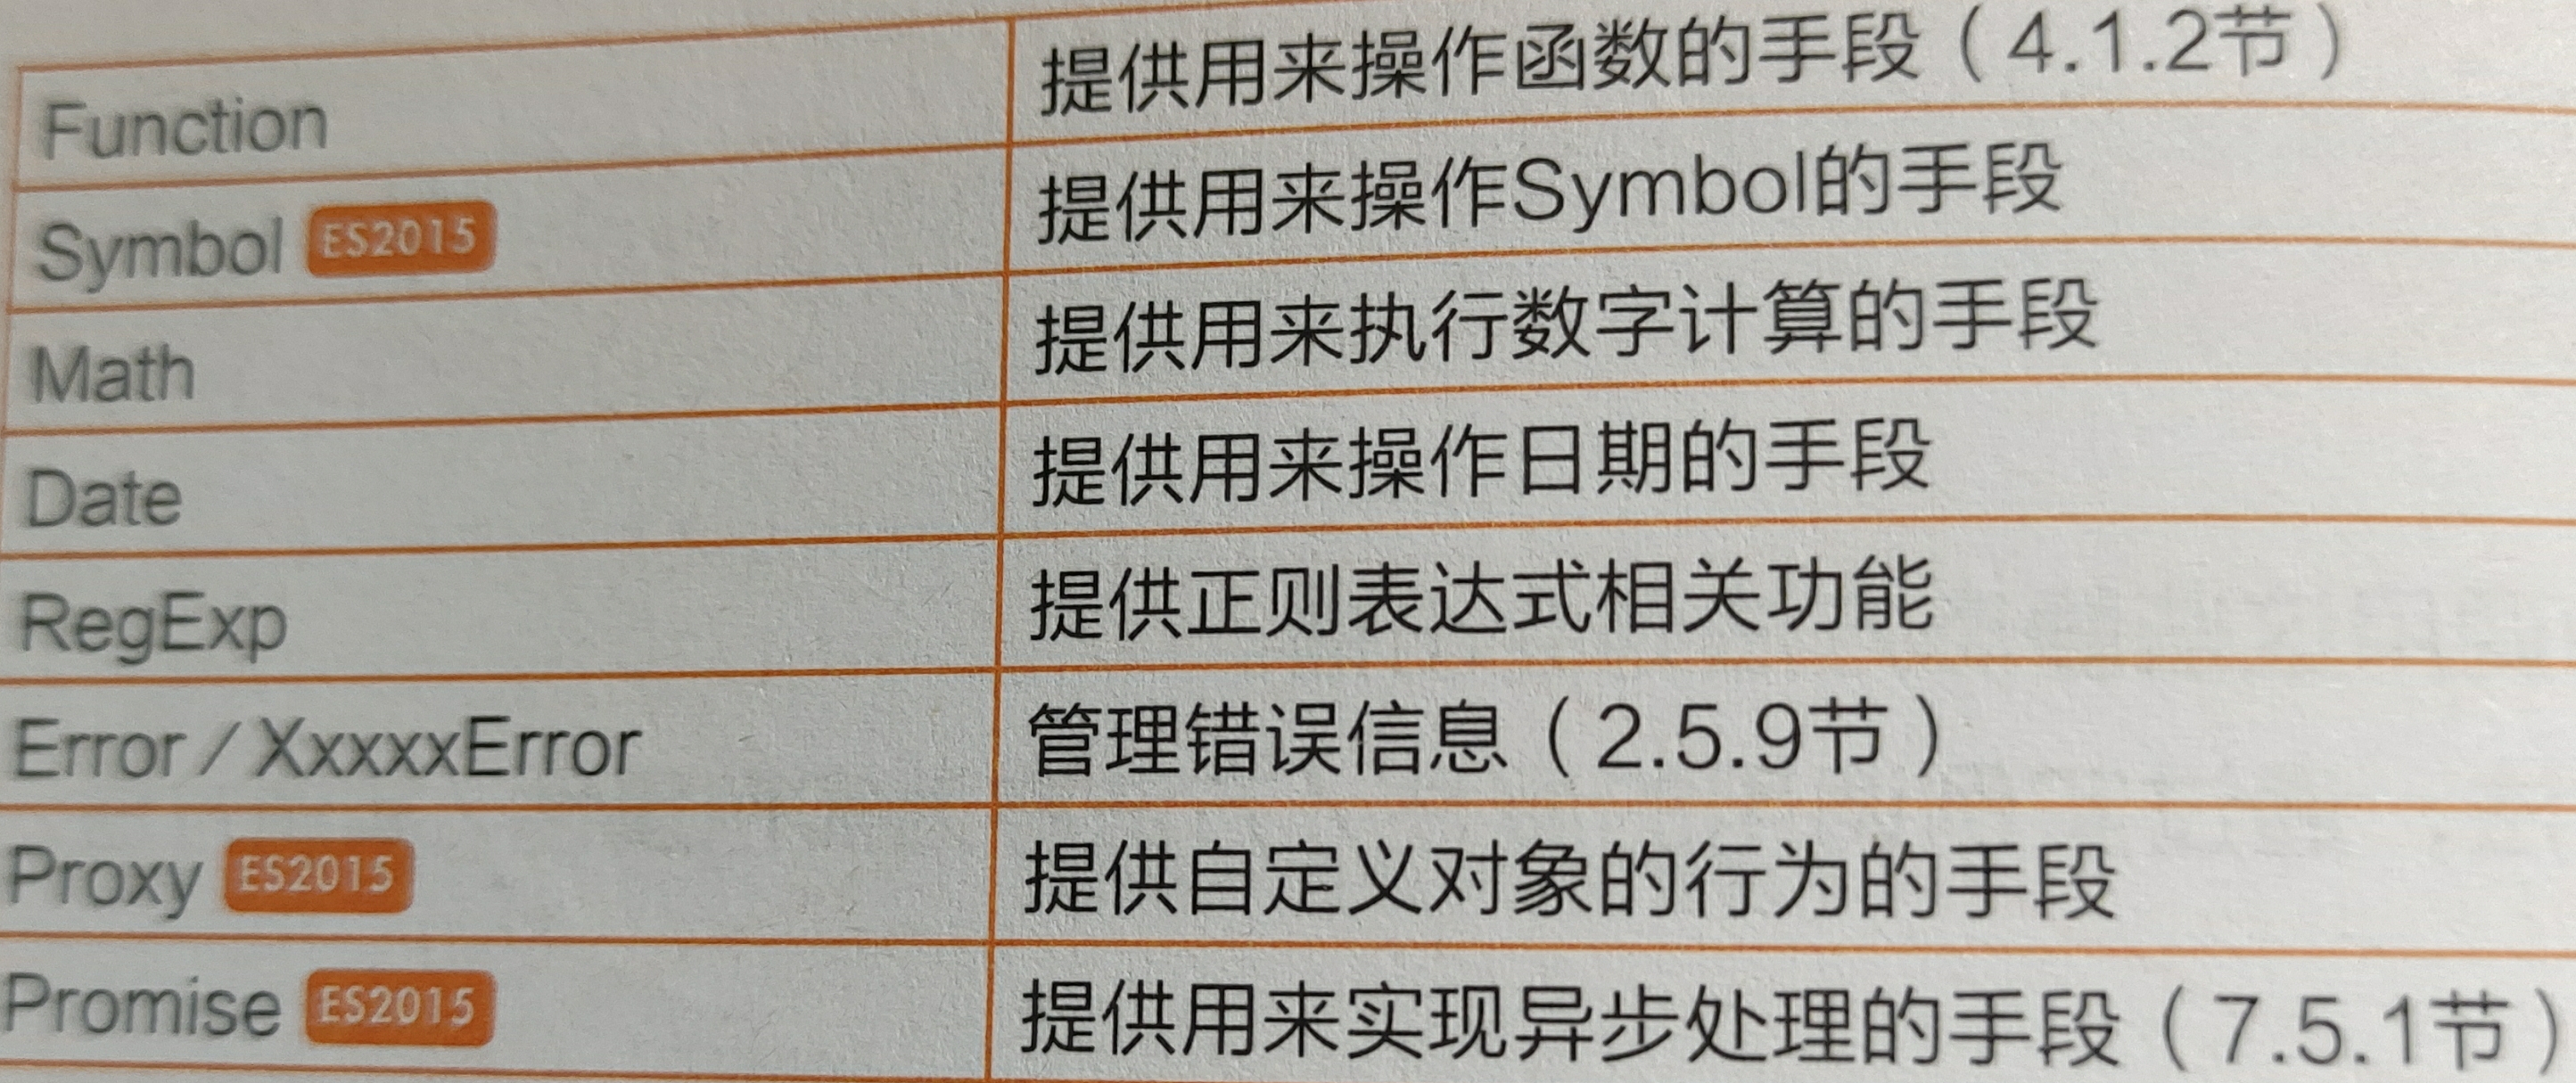 Function 提供用来操作函数的手段（4.1.2节）
Symbol ES2015 提供用来操作Symbol的手段
Math 提供用来执行数字计算的手段
Date 提供用来操作日期的手段
RegExp 提供正则表达式相关功能
Error / XxxxxError 管理错误信息（2.5.9节）
Proxy ES2015 提供自定义对象的行为的手段
Promise ES2015 提供用来实现异步处理的手段（7.5.1节）